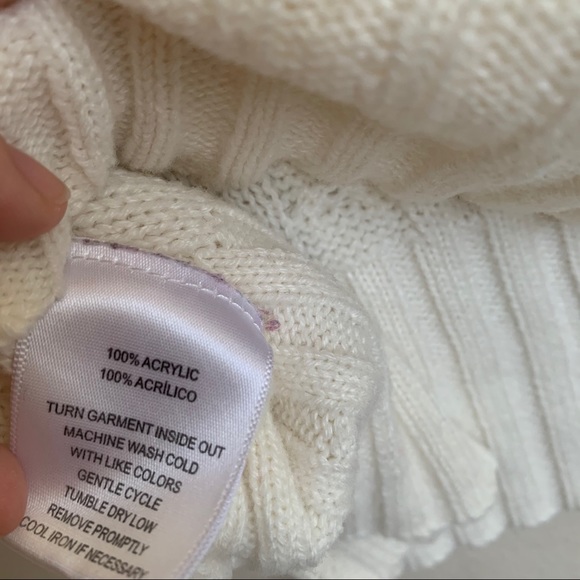 100% ACRYLIC
100% ACRÍLICO
TURN GARMENT INSIDE OUT
MACHINE WASH COLD
WITH LIKE COLORS
GENTLE CYCLE
TUMBLE DRY LOW
REMOVE PROMPTLY
COOL IRON IF NECESSARY